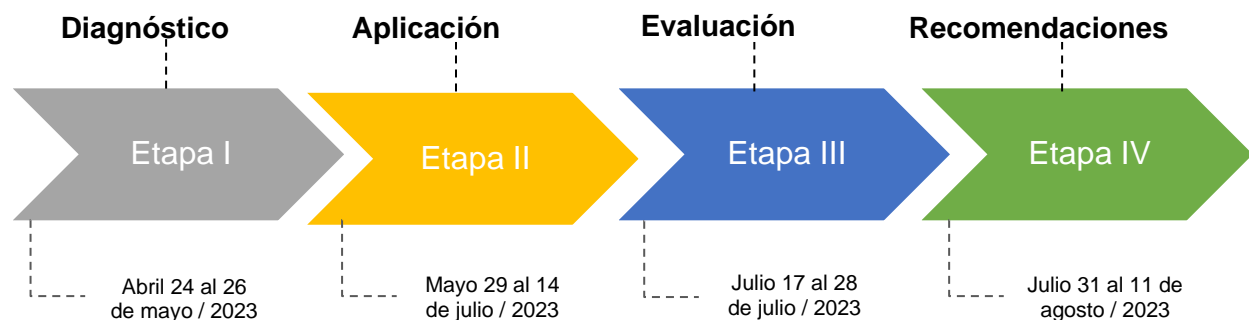 Diagnóstico
Aplicación
Evaluación
Recomendaciones
Etapa I
Etapa II
Etapa III
Etapa IV
Abril 24 al 26
de mayo / 2023
Mayo 29 al 14
de julio / 2023
Julio 17 al 28
de julio / 2023
Julio 31 al 11 de
agosto / 2023